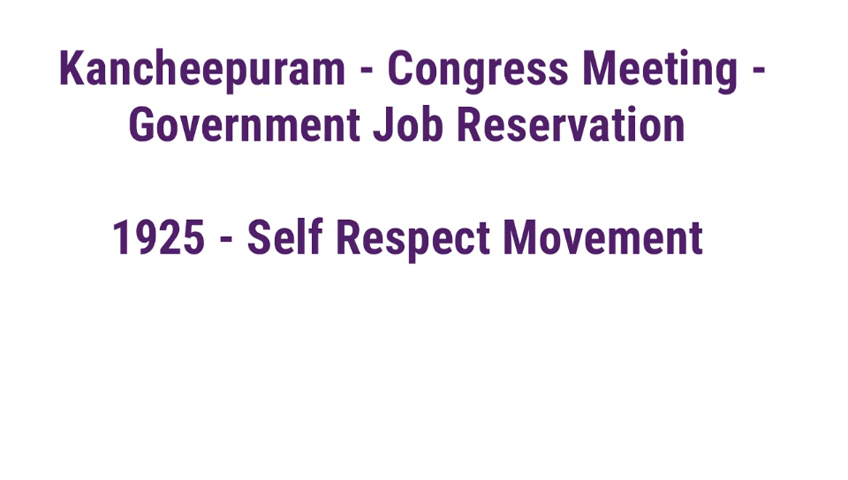 Kancheepuram - Congress Meeting -
Government Job Reservation
1925 - Self Respect Movement